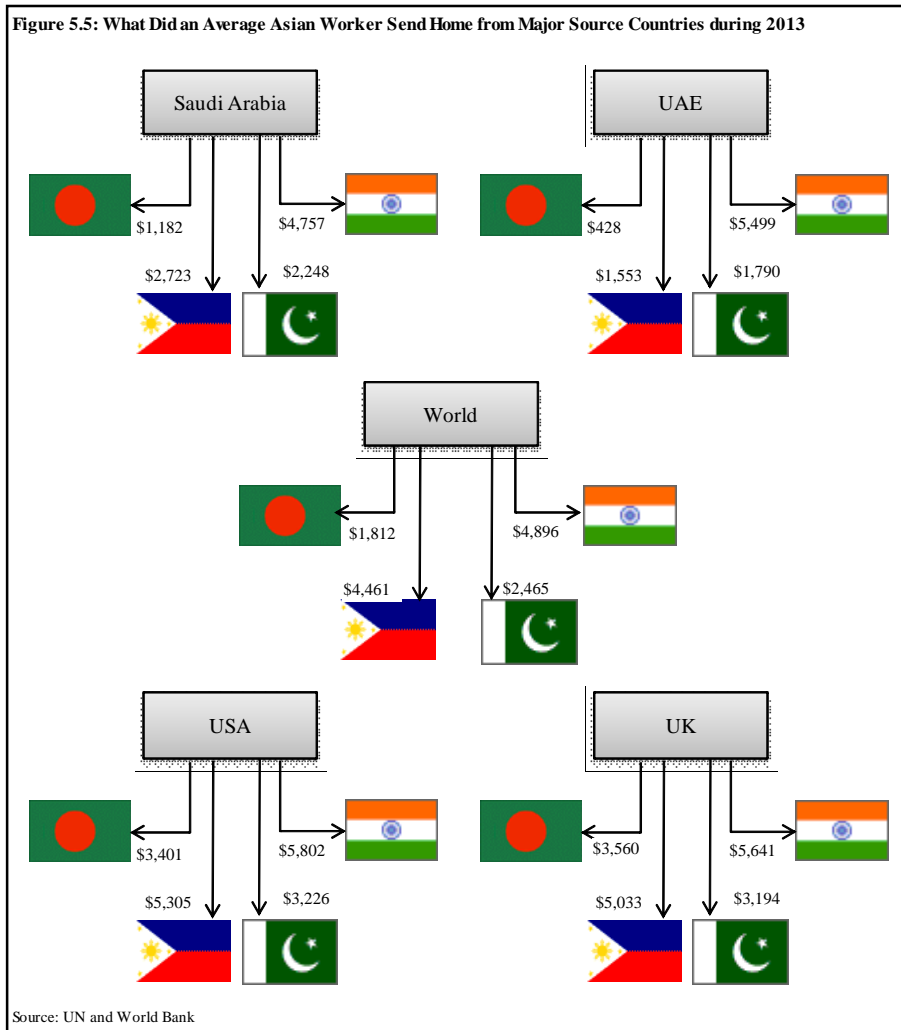 Figure 5.5: What Did an Average Asian Worker Send Home from Major Source Countries during 2013
Saudi Arabia
$1,182
$4,757
$2,723
$2,248
UAE
$428
$5,499
$1,553
$1,790
World
$1,812
$4,896
$4,461
$2,465
USA
$3,401
$5,802
$5,305
$3,226
UK
$3,560
$5,641
$5,033
$3,194
Source: UN and World Bank